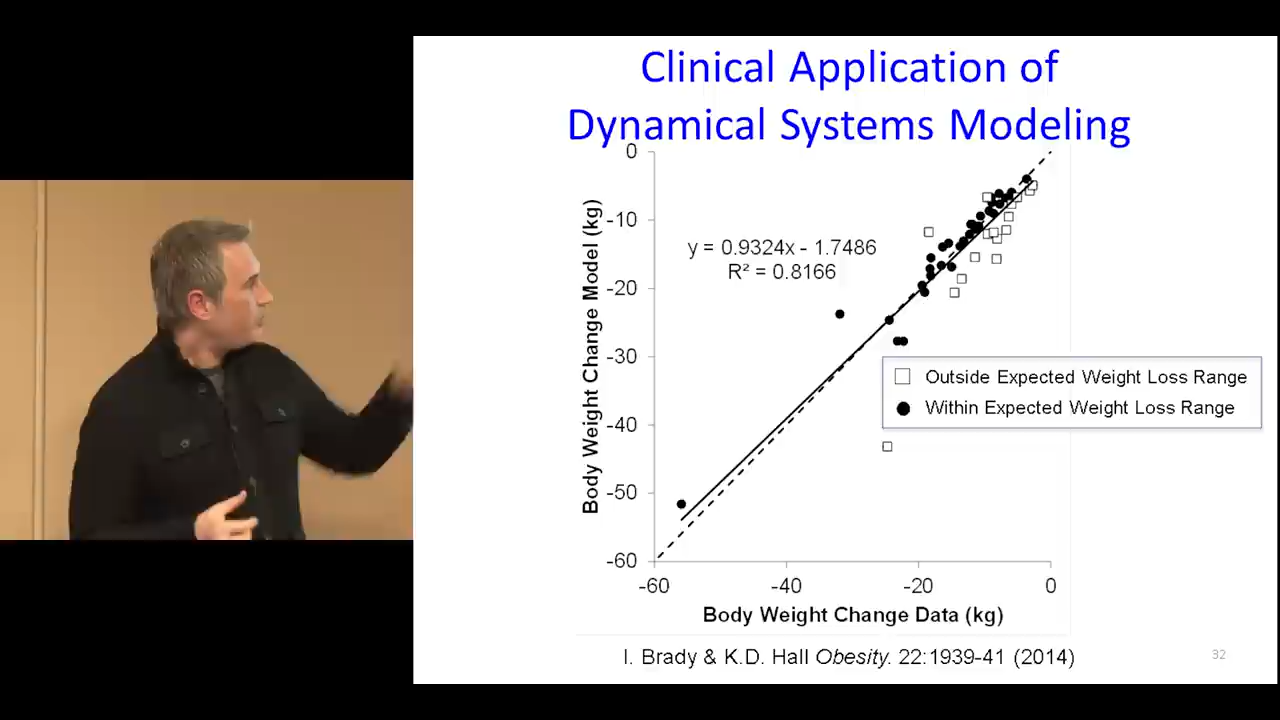 Clinical Application of
Dynamical Systems Modeling
0
-10
-20
-30
-40
-50
-60
Body Weight Change Model (kg)
y = 0.9324x - 1.7486
R² = 0.8166
Outside Expected Weight Loss Range
Within Expected Weight Loss Range
-60 -40 -20 0
Body Weight Change Data (kg)
I. Brady & K.D. Hall Obesity. 22:1939-41 (2014)
32